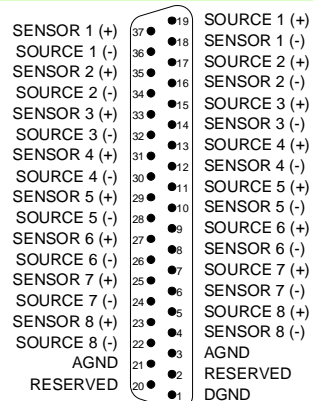 19 SOURCE 1 (+)
SENSOR 1 (+) 37
18 SENSOR 1 (-)
SOURCE 1 (-) 36
17 SOURCE 2 (+)
SENSOR 2 (+) 35
16 SENSOR 2 (-)
SOURCE 2 (-) 34
15 SOURCE 3 (+)
SENSOR 3 (+) 33
14 SENSOR 3 (-)
SOURCE 3 (-) 32
13 SOURCE 4 (+)
SENSOR 4 (+) 31
12 SENSOR 4 (-)
SOURCE 4 (-) 30
11 SOURCE 5 (+)
SENSOR 5 (+) 29
10 SENSOR 5 (-)
SOURCE 5 (-) 28
9 SOURCE 6 (+)
SENSOR 6 (+) 27
8 SENSOR 6 (-)
SOURCE 6 (-) 26
7 SOURCE 7 (+)
SENSOR 7 (+) 25
6 SENSOR 7 (-)
SOURCE 7 (-) 24
5 SOURCE 8 (+)
SENSOR 8 (+) 23
4 SENSOR 8 (-)
SOURCE 8 (-) 22
3 AGND
AGND 21
2 RESERVED
RESERVED 20
1 DGND